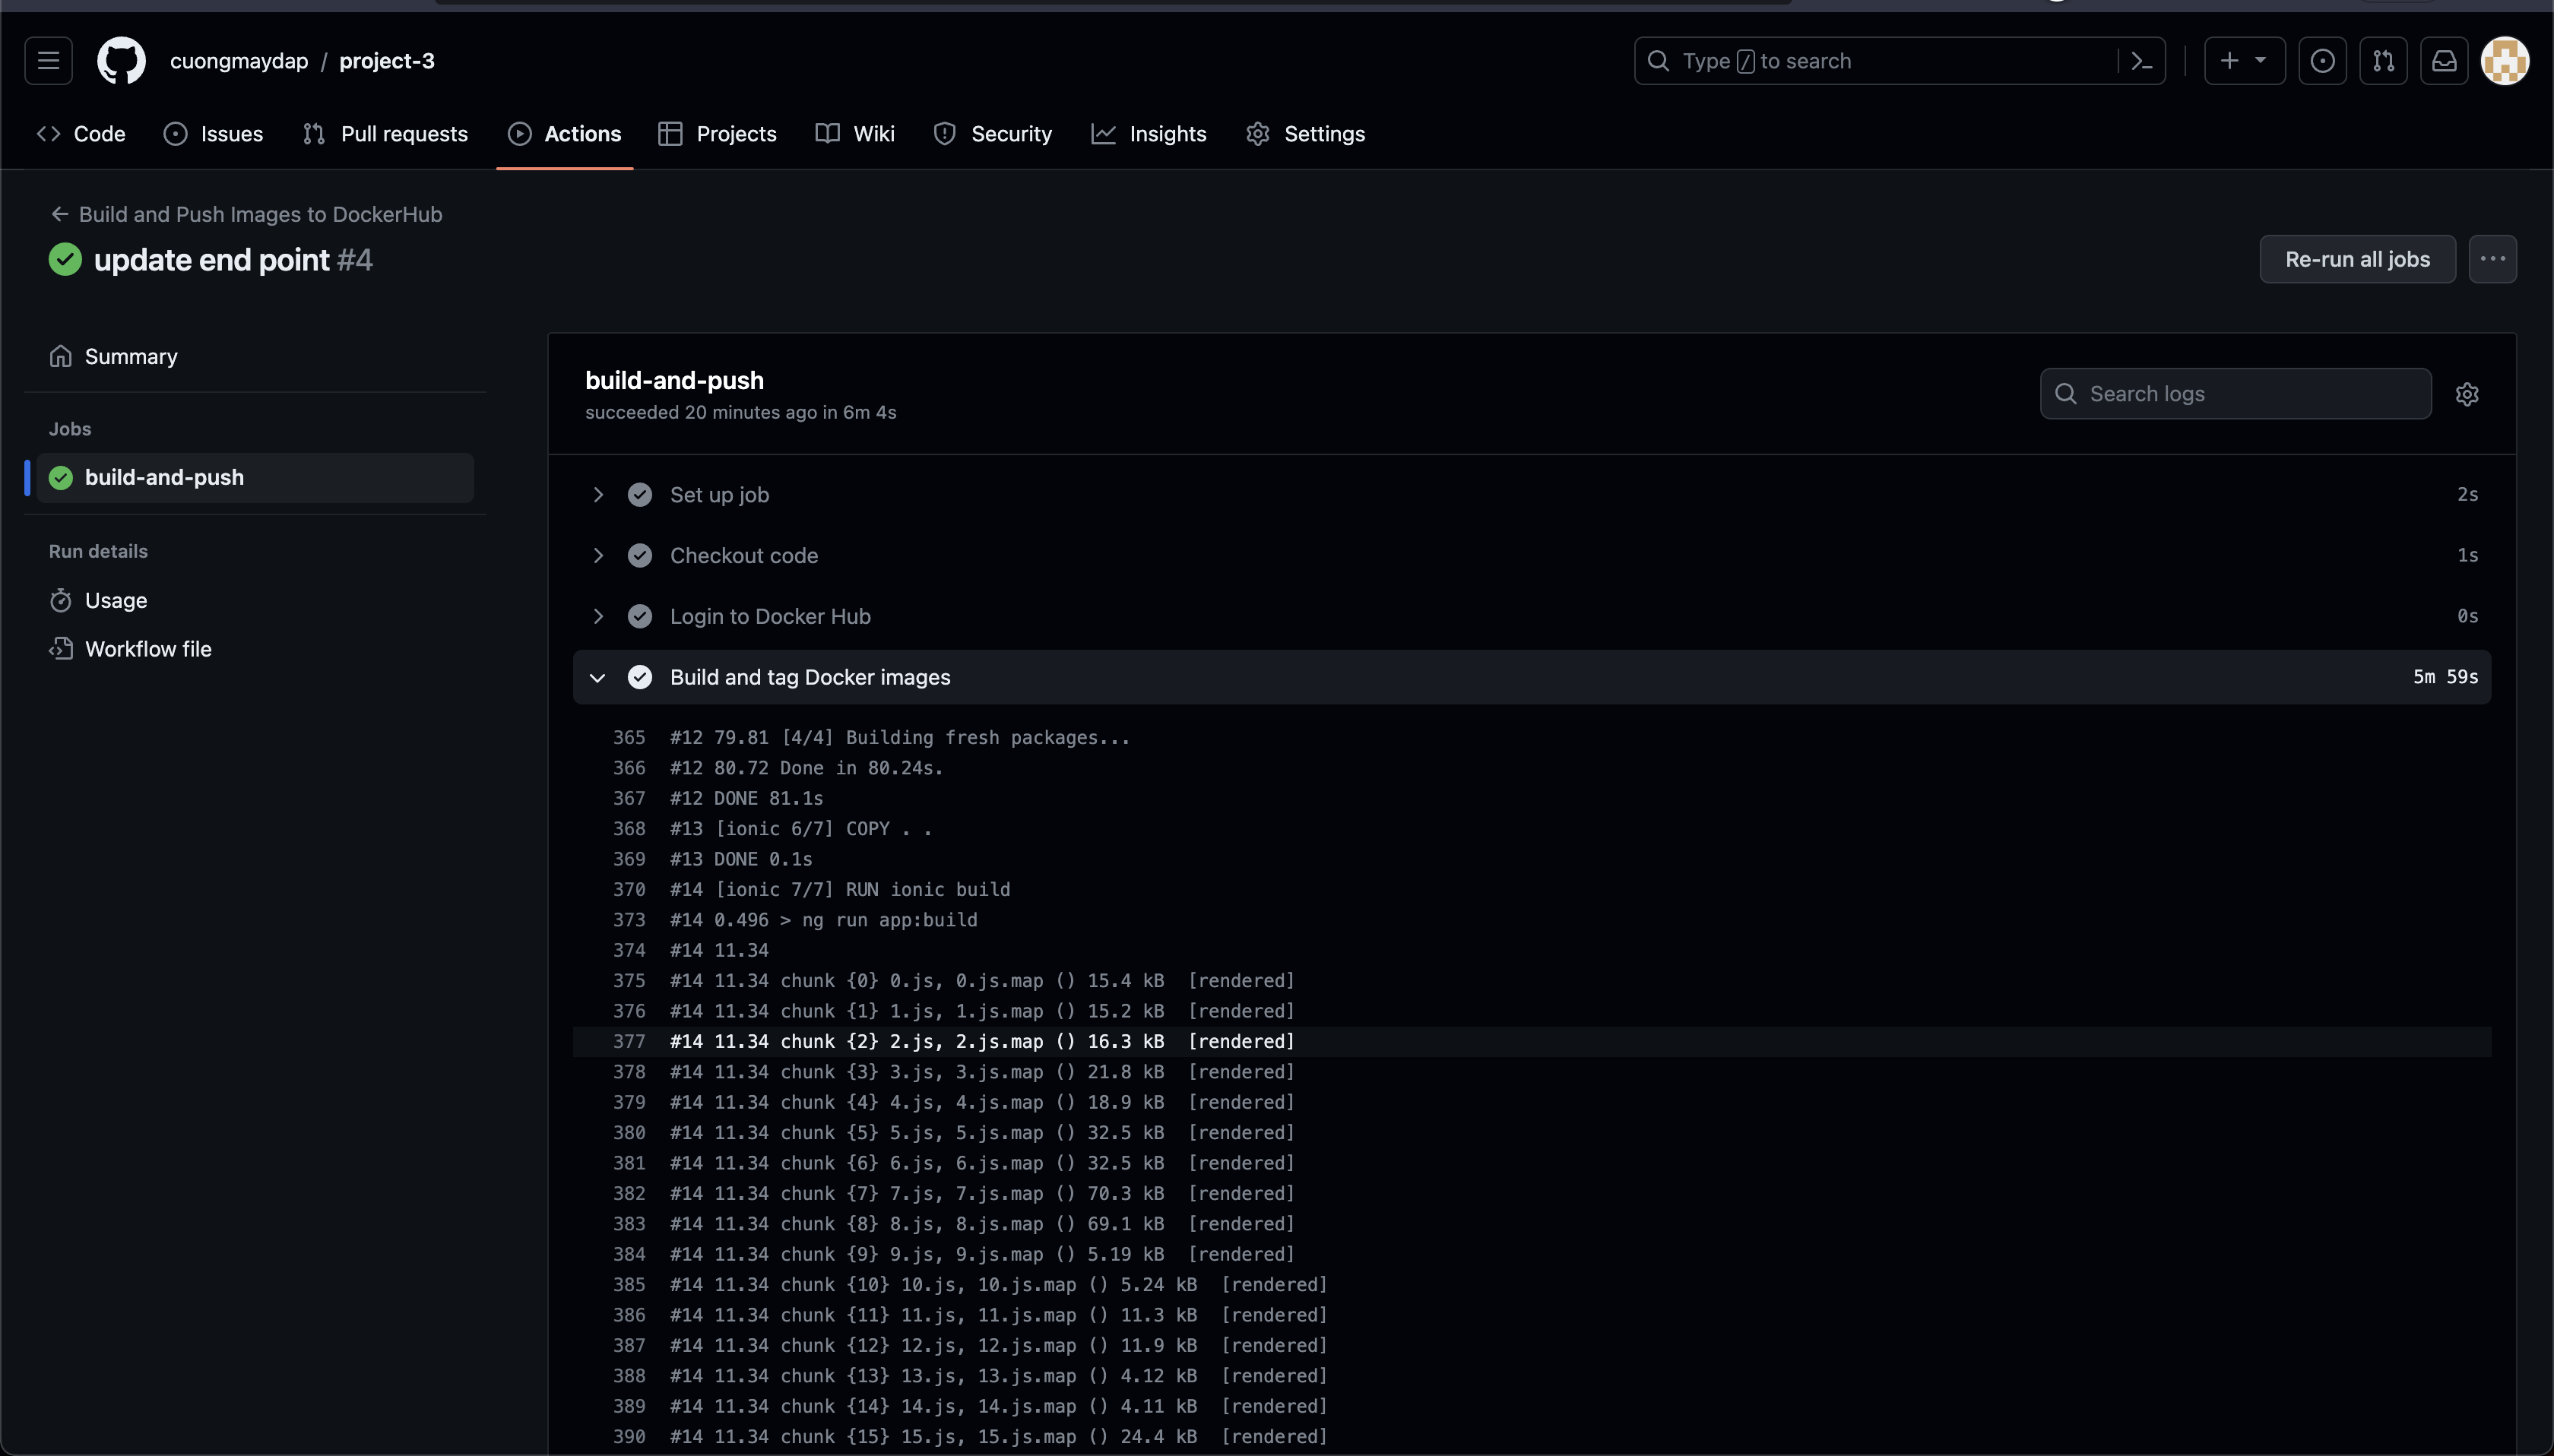 cuongmaydap / project-3
Type / to search
Code
Issues
Pull requests
Actions
Projects
Wiki
Security
Insights
Settings
Build and Push Images to DockerHub
update end point #4
Re-run all jobs
Summary
Jobs
build-and-push
Run details
Usage
Workflow file
build-and-push
succeeded 20 minutes ago in 6m 4s
Search logs
Set up job 2s
Checkout code 1s
Login to Docker Hub 0s
Build and tag Docker images 5m 59s
365 #12 79.81 [4/4] Building fresh packages...
366 #12 80.72 Done in 80.24s.
367 #12 DONE 81.1s
368 #13 [ionic 6/7] COPY . .
369 #13 DONE 0.1s
370 #14 [ionic 7/7] RUN ionic build
373 #14 0.496 > ng run app:build
374 #14 11.34
375 #14 11.34 chunk {0} 0.js, 0.js.map () 15.4 kB [rendered]
376 #14 11.34 chunk {1} 1.js, 1.js.map () 15.2 kB [rendered]
377 #14 11.34 chunk {2} 2.js, 2.js.map () 16.3 kB [rendered]
378 #14 11.34 chunk {3} 3.js, 3.js.map () 21.8 kB [rendered]
379 #14 11.34 chunk {4} 4.js, 4.js.map () 18.9 kB [rendered]
380 #14 11.34 chunk {5} 5.js, 5.js.map () 32.5 kB [rendered]
381 #14 11.34 chunk {6} 6.js, 6.js.map () 32.5 kB [rendered]
382 #14 11.34 chunk {7} 7.js, 7.js.map () 70.3 kB [rendered]
383 #14 11.34 chunk {8} 8.js, 8.js.map () 69.1 kB [rendered]
384 #14 11.34 chunk {9} 9.js, 9.js.map () 5.19 kB [rendered]
385 #14 11.34 chunk {10} 10.js, 10.js.map () 5.24 kB [rendered]
386 #14 11.34 chunk {11} 11.js, 11.js.map () 11.3 kB [rendered]
387 #14 11.34 chunk {12} 12.js, 12.js.map () 11.9 kB [rendered]
388 #14 11.34 chunk {13} 13.js, 13.js.map () 4.12 kB [rendered]
389 #14 11.34 chunk {14} 14.js, 14.js.map () 4.11 kB [rendered]
390 #14 11.34 chunk {15} 15.js, 15.js.map () 24.4 kB [rendered]